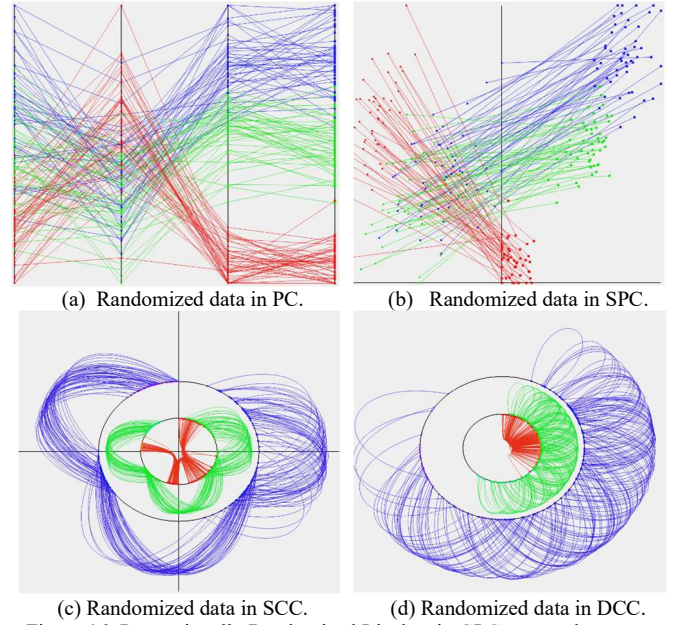 (a) Randomized data in PC.
(b) Randomized data in SPC.
(c) Randomized data in SCC.
(d) Randomized data in DCC.